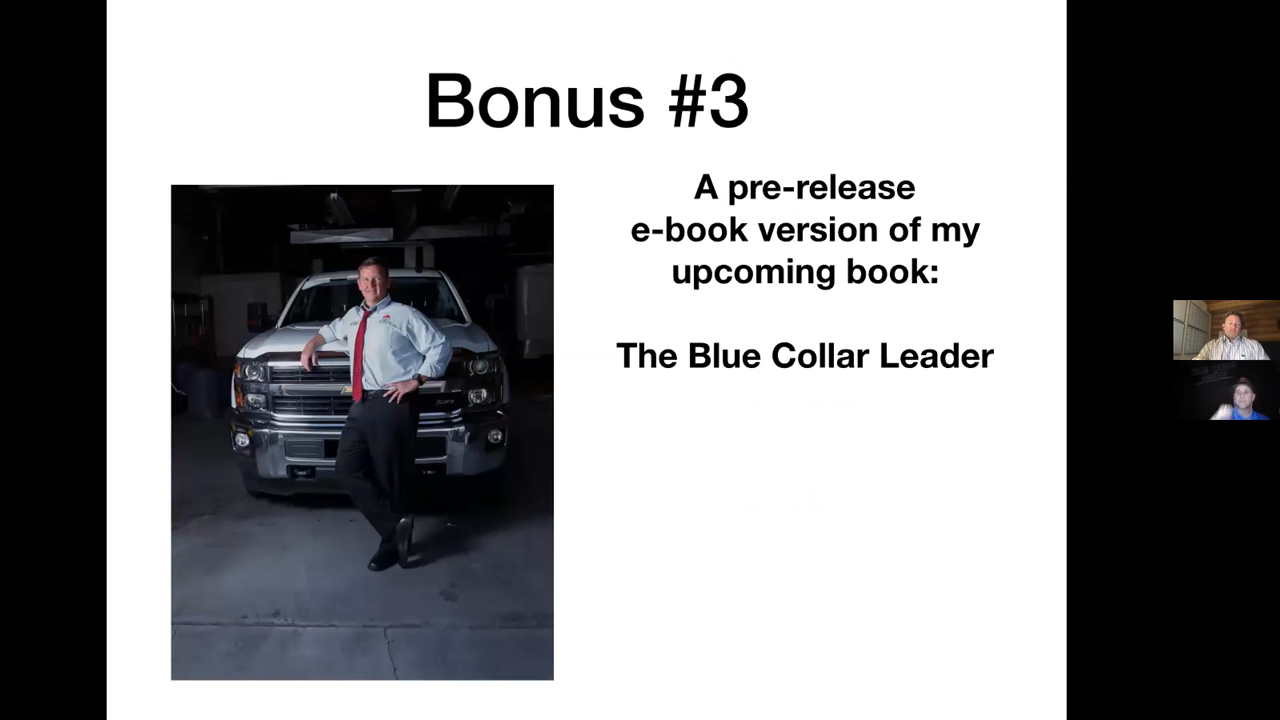 Bonus #3
A pre-release
e-book version of my
upcoming book:
The Blue Collar Leader